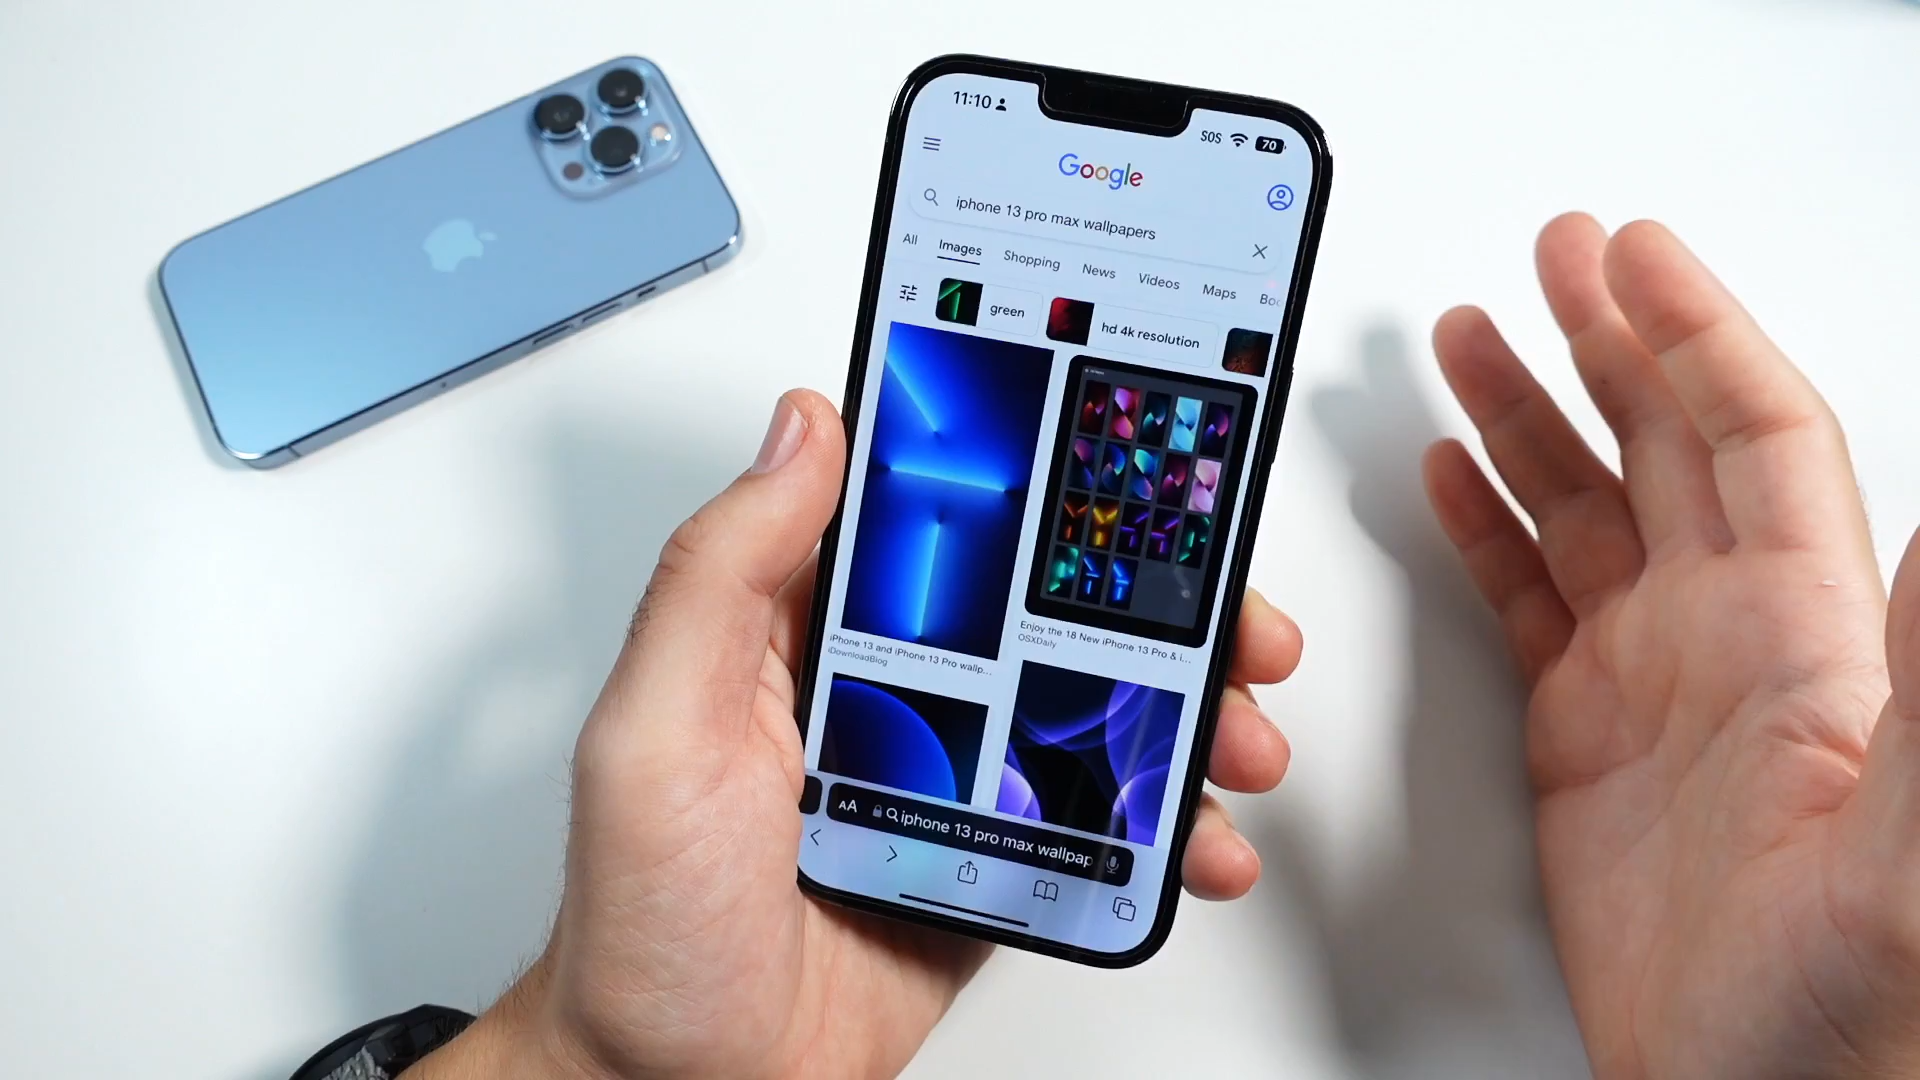 11:10
SOS 70
Google
iphone 13 pro max wallpapers
All Images Shopping News Videos Maps Boo
green
hd 4k resolution
iPhone 13 and iPhone 13 Pro wallp...
iDownloadBlog
Enjoy the 18 New iPhone 13 Pro & i...
OSXDaily
AA iphone 13 pro max wallpap